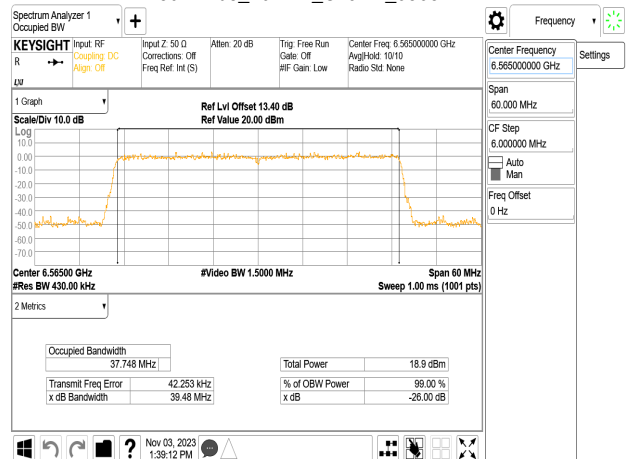 Spectrum Analyzer 1
Occupied BW
Frequency
KEYSIGHT
Input: RF
Coupling: DC
Align: Off
Input Z: 50 Ω
Corrections: Off
Freq Ref: Int (S)
Atten: 20 dB
Trig: Free Run
Gate: Off
#IF Gain: Low
Center Freq: 6.565000000 GHz
Avg|Hold: 10/10
Radio Std: None
R
LXI
Center Frequency
6.565000000 GHz
Settings
Span
60.000 MHz
CF Step
6.000000 MHz
Auto
Man
Freq Offset
0 Hz
1 Graph
Scale/Div 10.0 dB
Ref Lvl Offset 13.40 dB
Ref Value 20.00 dBm
Log
10.0
0.00
-10.0
-20.0
-30.0
-40.0
-50.0
-60.0
-70.0
Center 6.56500 GHz
#Res BW 430.00 kHz
#Video BW 1.5000 MHz
Span 60 MHz
Sweep 1.00 ms (1001 pts)
2 Metrics
Occupied Bandwidth
37.748 MHz
Total Power 18.9 dBm
Transmit Freq Error 42.253 kHz
% of OBW Power 99.00 %
x dB Bandwidth 39.48 MHz
x dB -26.00 dB
?
Nov 03, 2023
1:39:12 PM